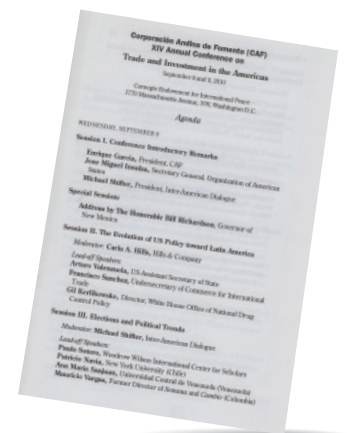 Corporación Andina de Fomento (CAF)
XIV Annual Conference on
Trade and Investment in the Americas
September 8 and 9, 2010
Carnegie Endowment for International Peace
1779 Massachusetts Avenue, NW, Washington D.C.
Agenda
WEDNESDAY, SEPTEMBER 8
Session I. Conference Introductory Remarks
Enrique García, President, CAF
Jose Miguel Insulza, Secretary General, Organization of American
States
Michael Shifter, President, Inter-American Dialogue
Special Session
Address by The Honorable Bill Richardson, Governor of
New Mexico
Session II. The Evolution of US Policy toward Latin America
Moderator: Carla A. Hills, Hills & Company
Lead-off Speakers:
Arturo Valenzuela, US Assistant Secretary of State
Francisco Sanchez, Undersecretary of Commerce for International
Trade
Gil Kerlikowske, Director, White House Office of National Drug
Control Policy
Session III. Elections and Political Trends
Moderator: Michael Shifter, Inter-American Dialogue
Lead-off Speakers:
Paulo Sotero, Woodrow Wilson International Center for Scholars
Patricio Navia, New York University (Chile)
Ana María Sanjuan, Universidad Central de Venezuela (Venezuela)
Mauricio Vargas, Former Director of Semana and Cambio (Colombia)